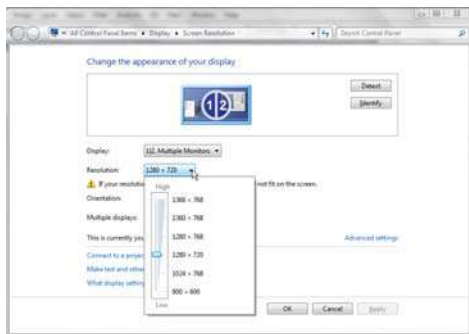 All Control Panel Items ▸ Display ▸ Screen Resolution
Search Control Panel
Change the appearance of your display
Detect
Identify
1|2
Display: 1|2. Multiple Monitors
Resolution: 1280 × 720
If your resolution not fit on the screen.
High
Orientation:
1366 × 768
Multiple displays:
1360 × 768
This is currently you
1280 × 768
Advanced settings
Connect to a projec
1280 × 720
Make text and other
1024 × 768
What display setting
800 × 600
Low
OK Cancel Apply